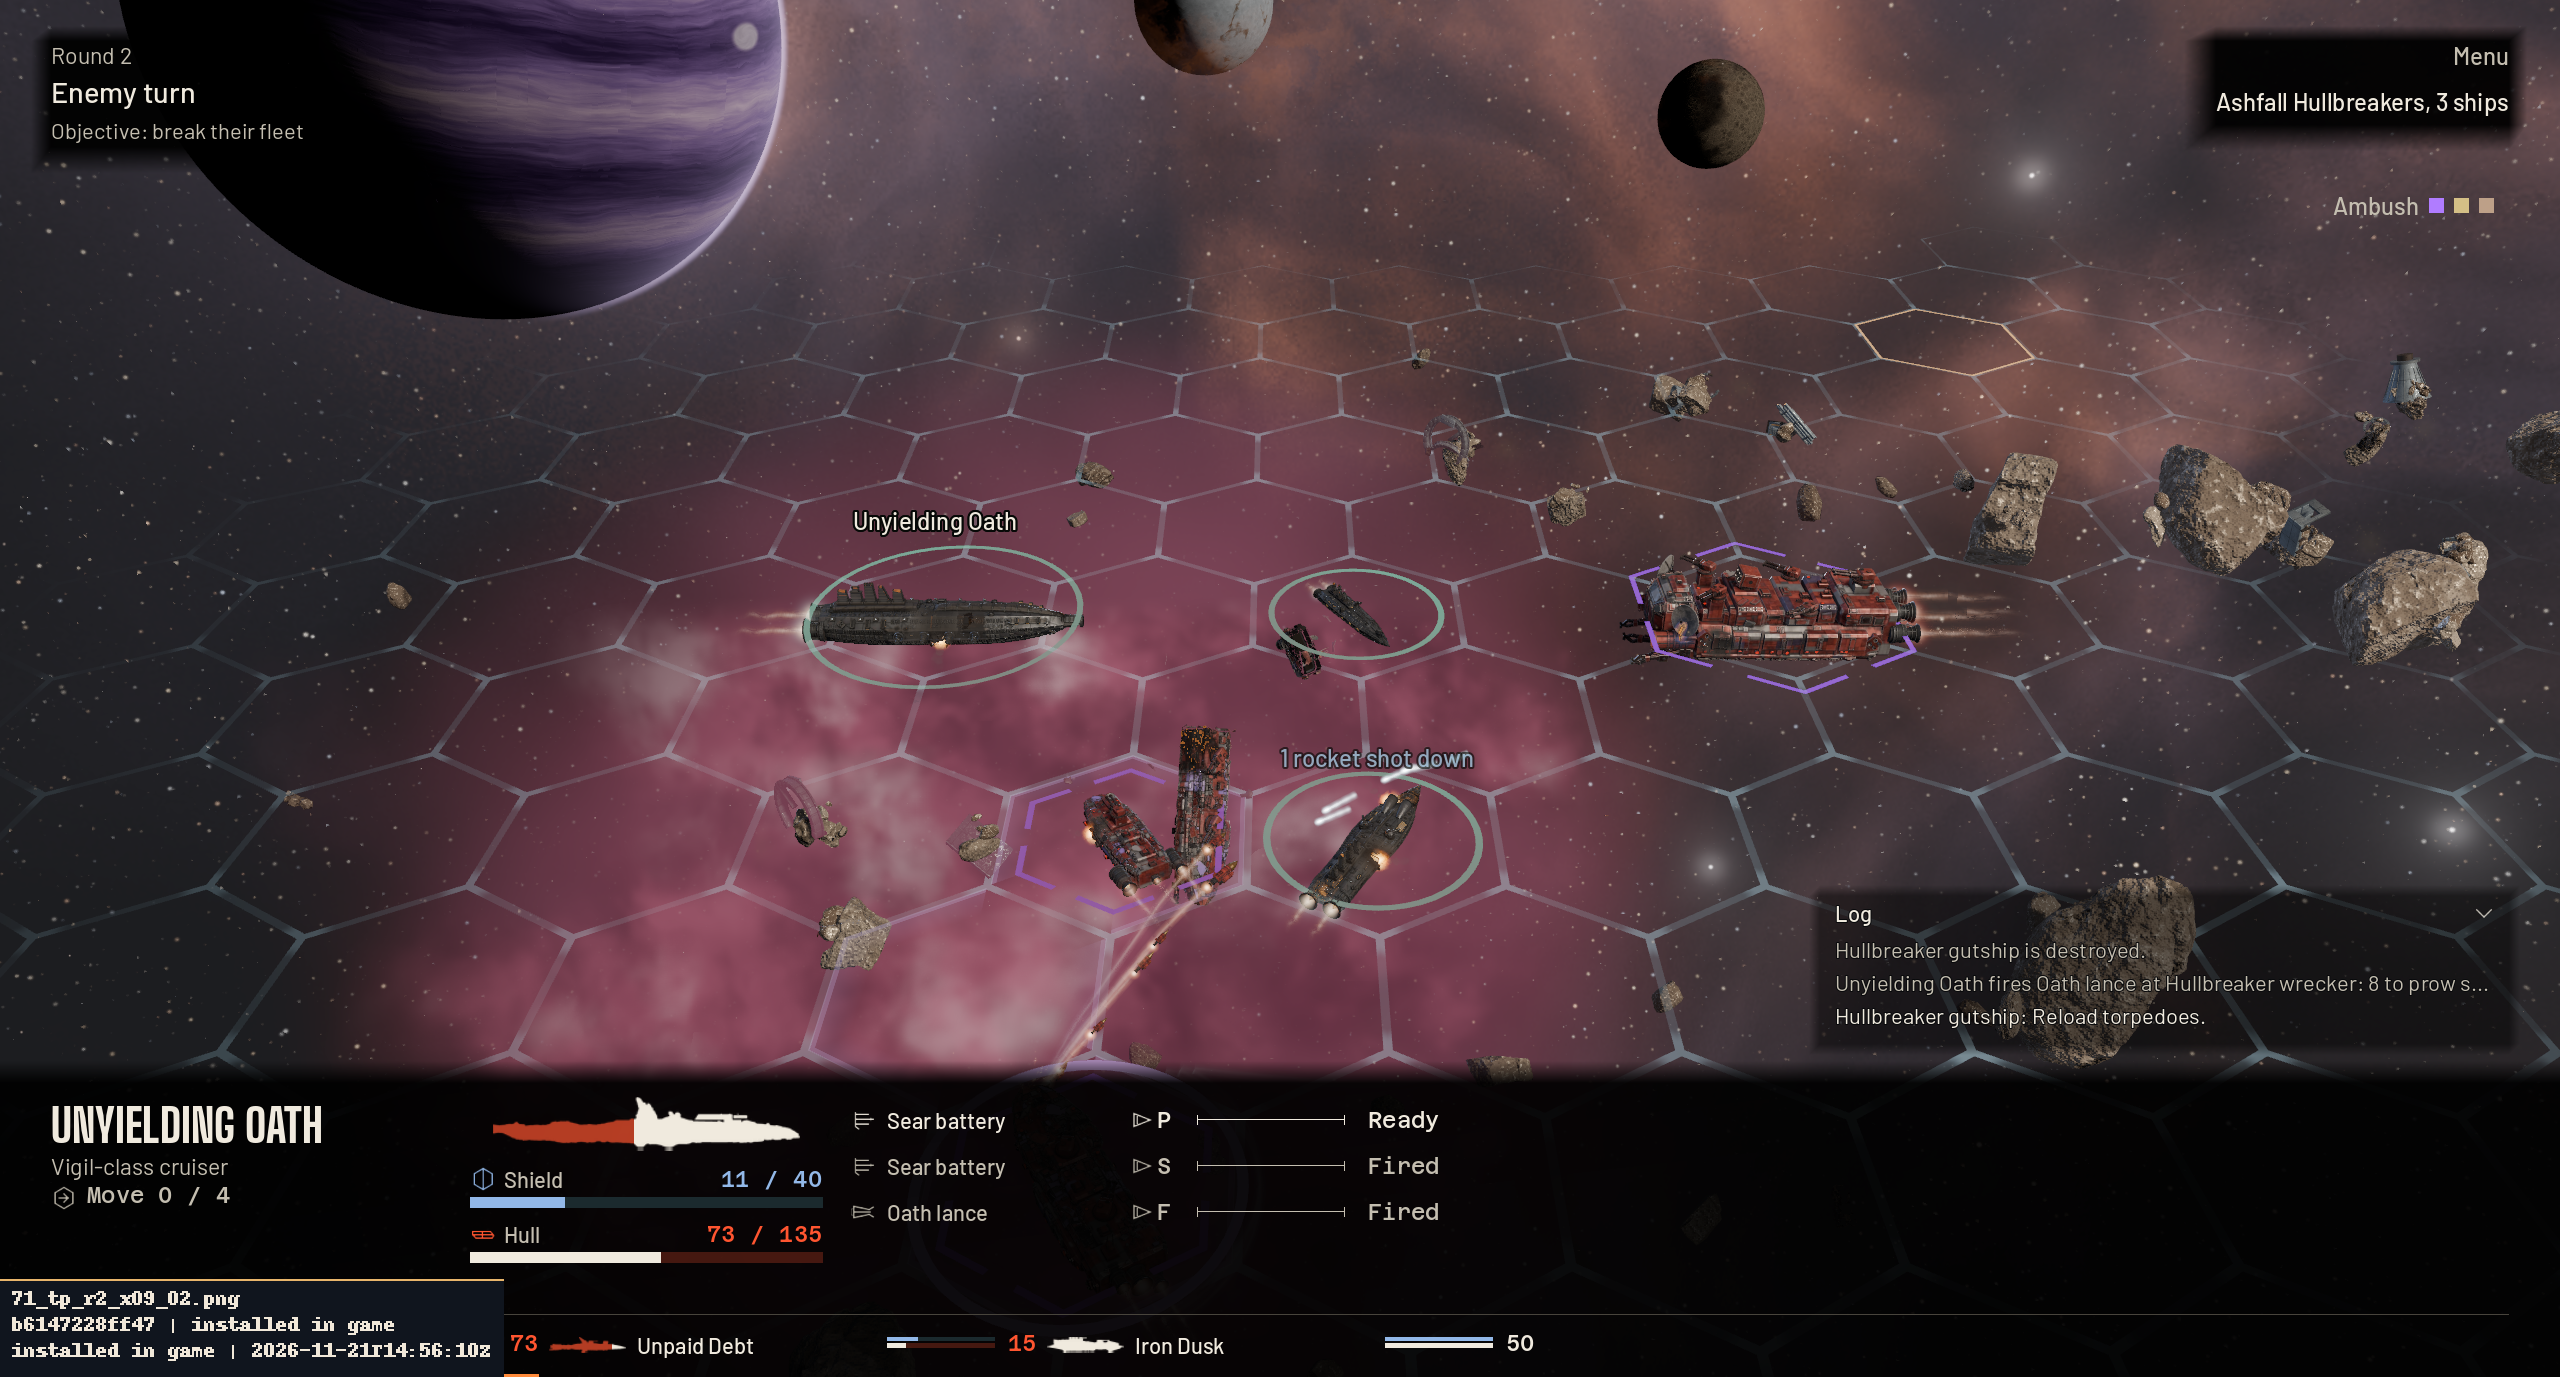 Round 2
Enemy turn
Objective: break their fleet
Menu
Ashfall Hullbreakers, 3 ships
Ambush
Unyielding Oath
1 rocket shot down
Log
Hullbreaker gutship is destroyed.
Unyielding Oath fires Oath lance at Hullbreaker wrecker: 8 to prow s...
Hullbreaker gutship: Reload torpedoes.
UNYIELDING OATH
Vigil-class cruiser
Move 0 / 4
Shield 11 / 40
Hull 73 / 135
Sear battery P Ready
Sear battery S Fired
Oath lance F Fired
71_tp_r2_x09_02.png
b6147228ff47 | installed in game
installed in game | 2026-11-21r14:56:10z
73 Unpaid Debt 15 Iron Dusk 50